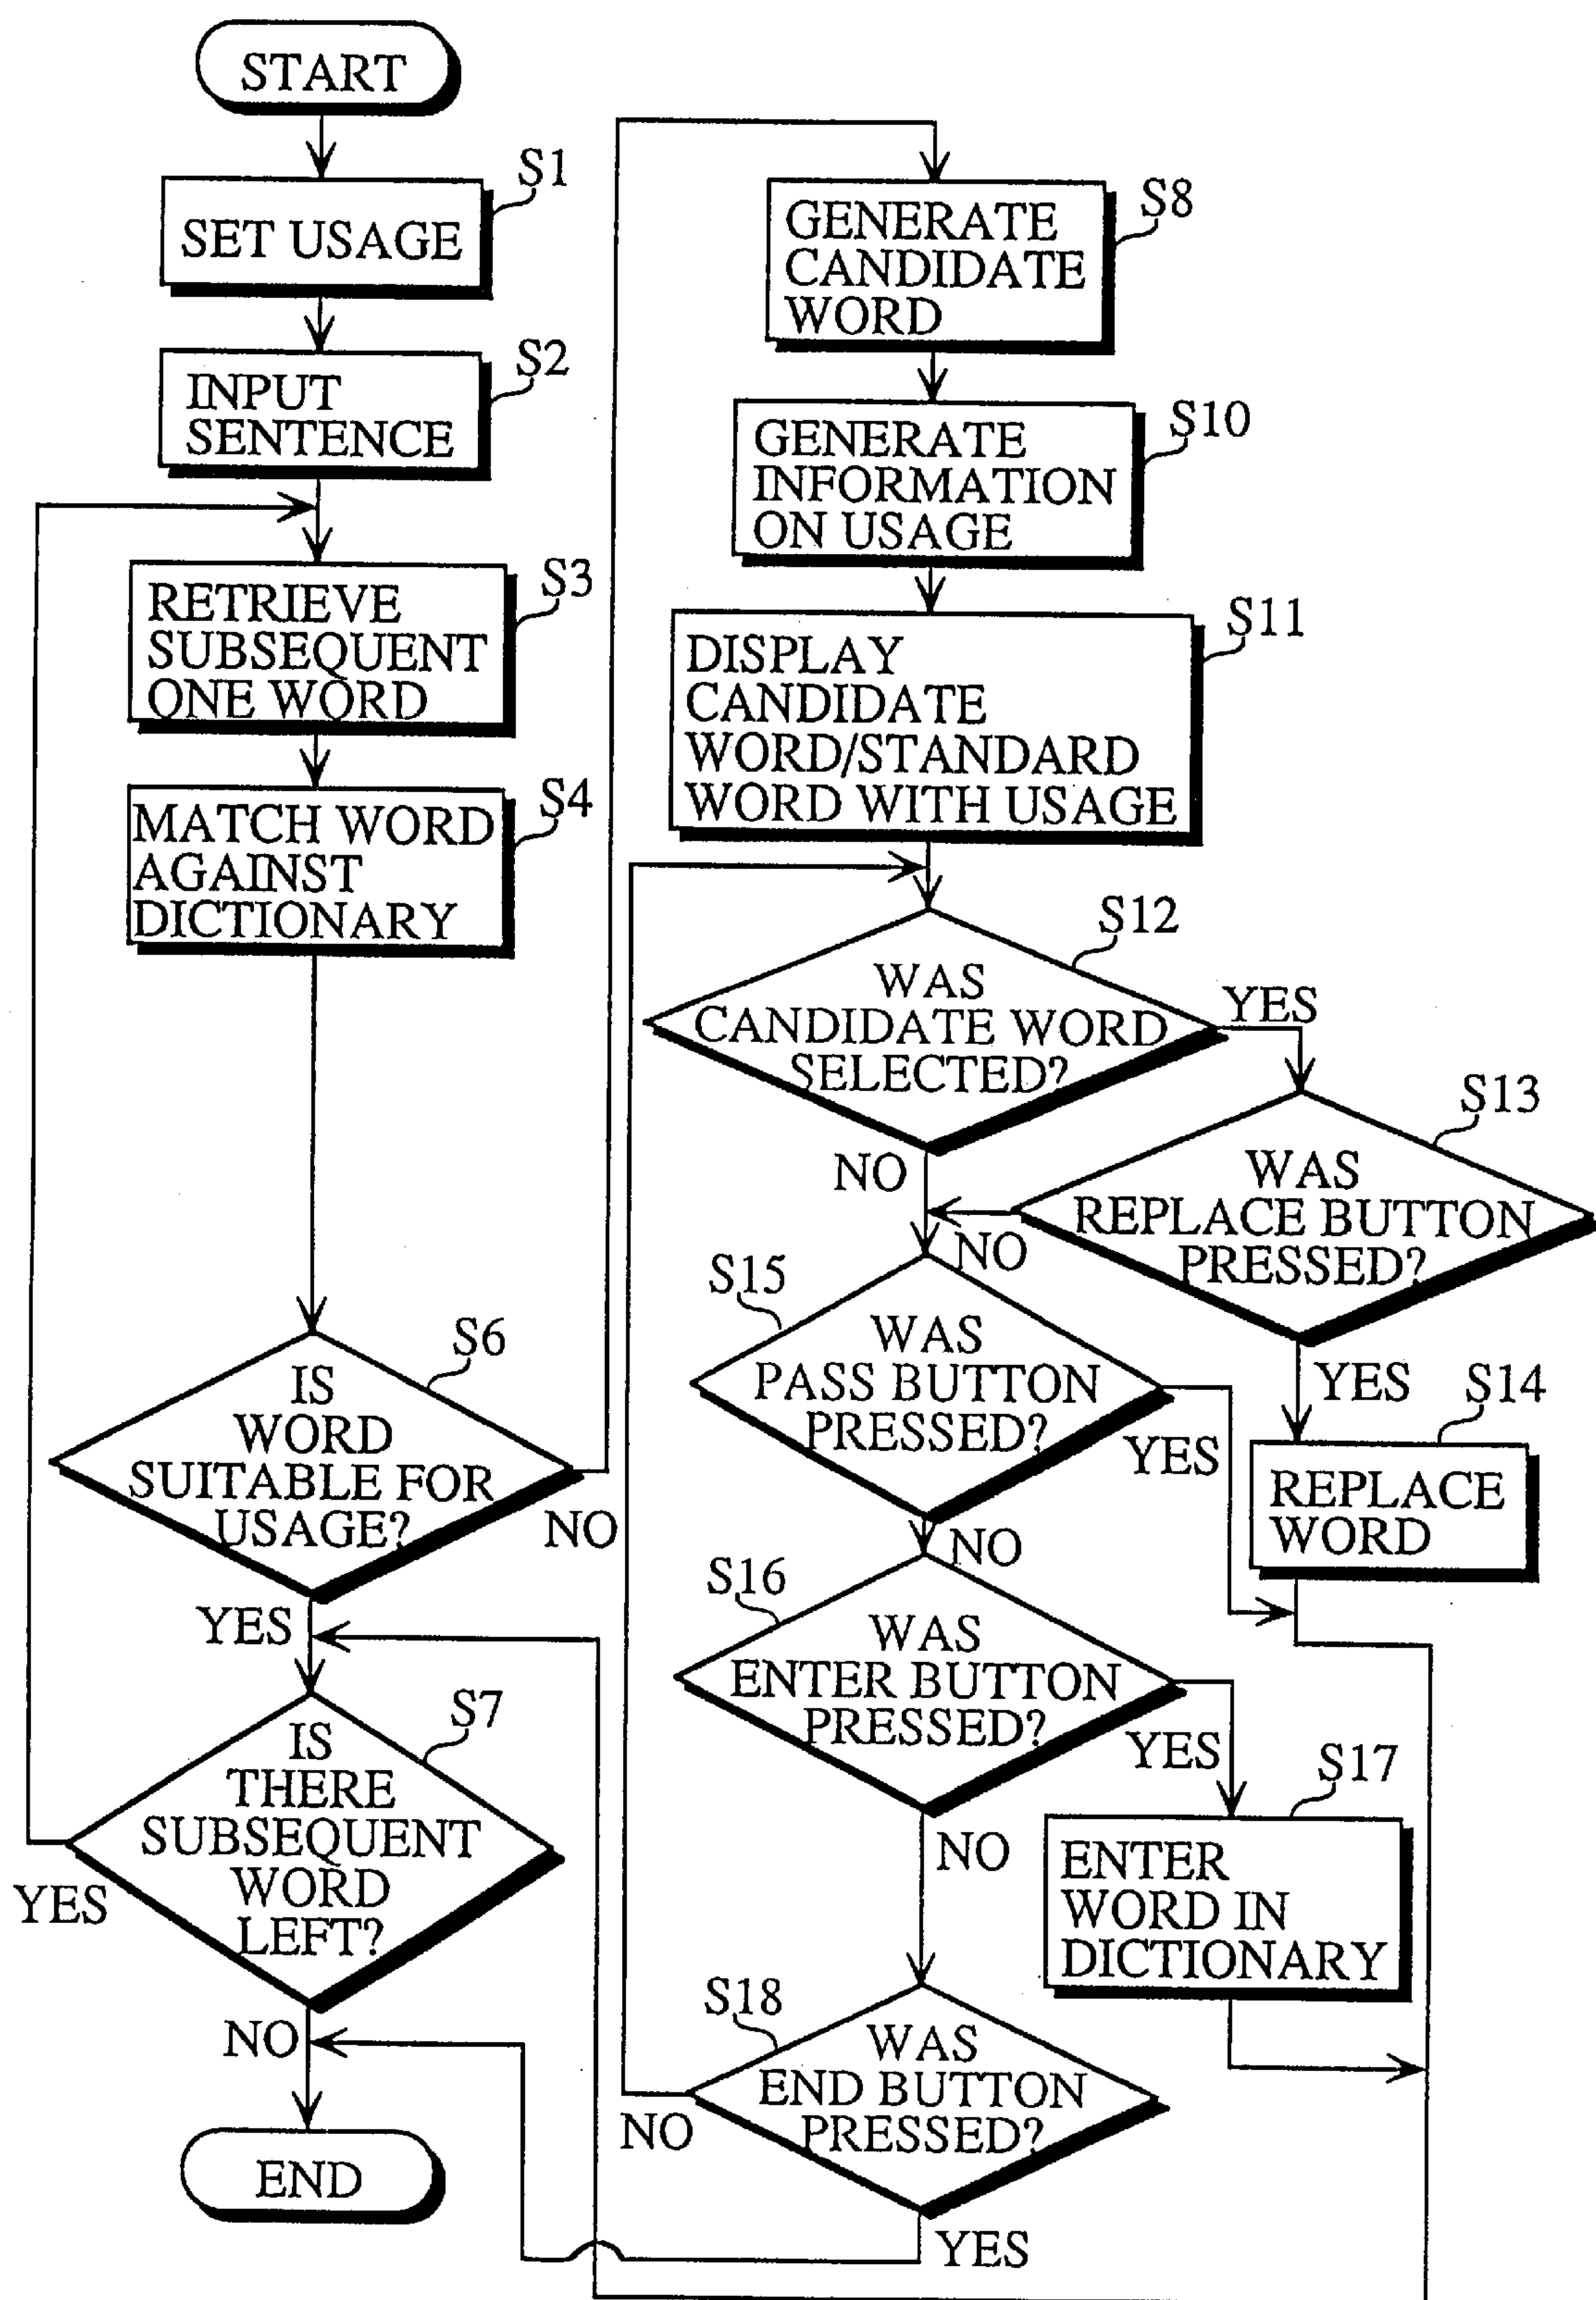 START
S1
SET USAGE
S2
INPUT
SENTENCE
S3
RETRIEVE
SUBSEQUENT
ONE WORD
S4
MATCH WORD
AGAINST
DICTIONARY
S6
IS
WORD
SUITABLE FOR
USAGE?
NO
YES
S7
IS
THERE
SUBSEQUENT
WORD
LEFT?
YES
NO
END
S8
GENERATE
CANDIDATE
WORD
S10
GENERATE
INFORMATION
ON USAGE
S11
DISPLAY
CANDIDATE
WORD/STANDARD
WORD WITH USAGE
S12
WAS
CANDIDATE WORD
SELECTED?
YES
NO
S13
WAS
REPLACE BUTTON
PRESSED?
NO
YES
S14
REPLACE
WORD
S15
WAS
PASS BUTTON
PRESSED?
YES
NO
S16
WAS
ENTER BUTTON
PRESSED?
YES
NO
S17
ENTER
WORD IN
DICTIONARY
S18
WAS
END BUTTON
PRESSED?
NO
YES